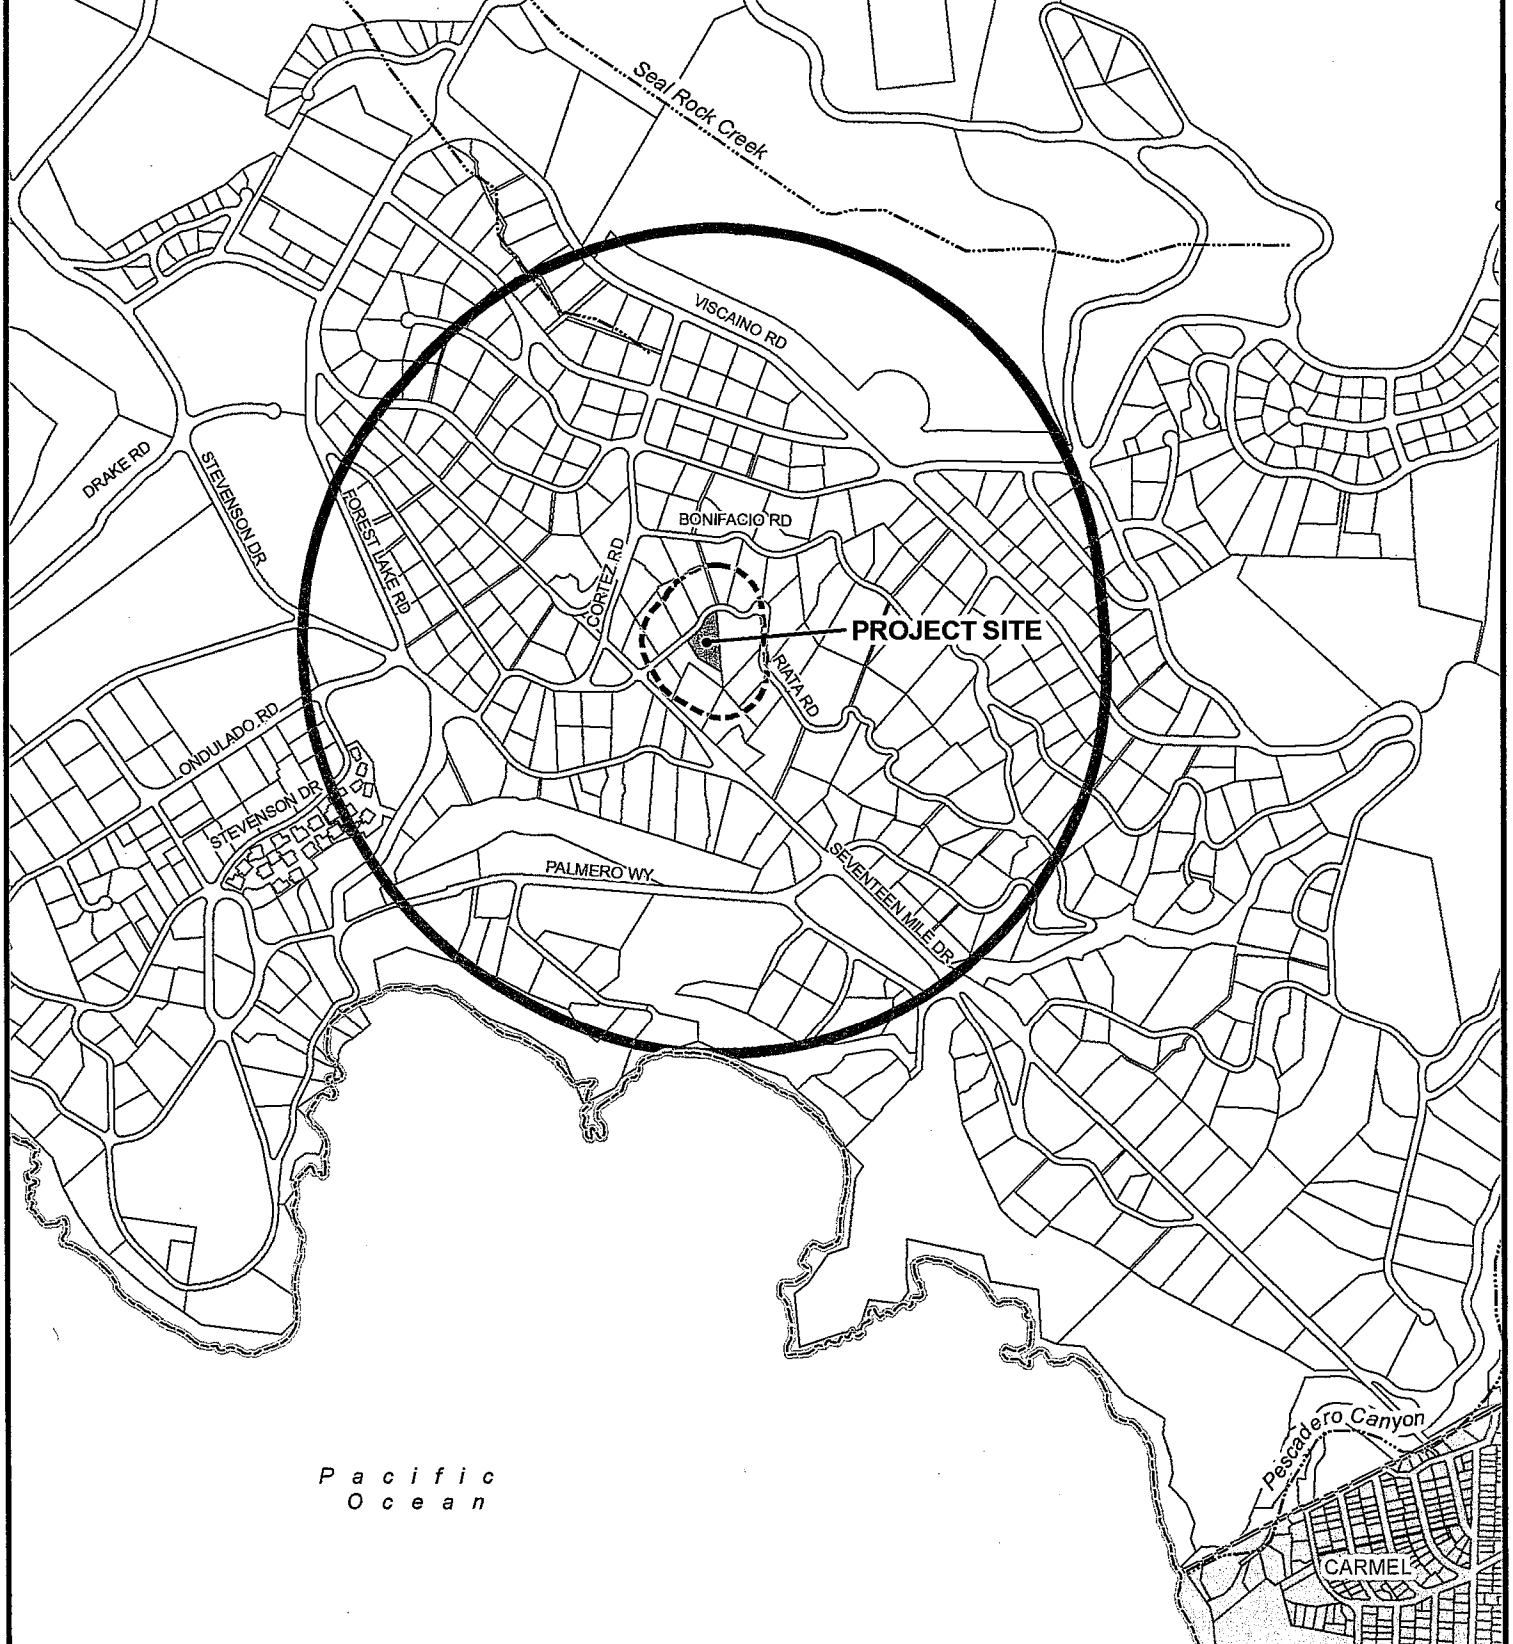 Seal Rock Creek
VISCAINO RD
DRAKE RD
STEVENSON DR
FOREST LAKE RD
BONIFACIO RD
CORTEZ RD
PROJECT SITE
RIATA RD
ONDULADO RD
STEVENSON DR
PALMERO WY
SEVENTEEN MILE DR
Pescadero Canyon
Pacific
Ocean
CARMEL